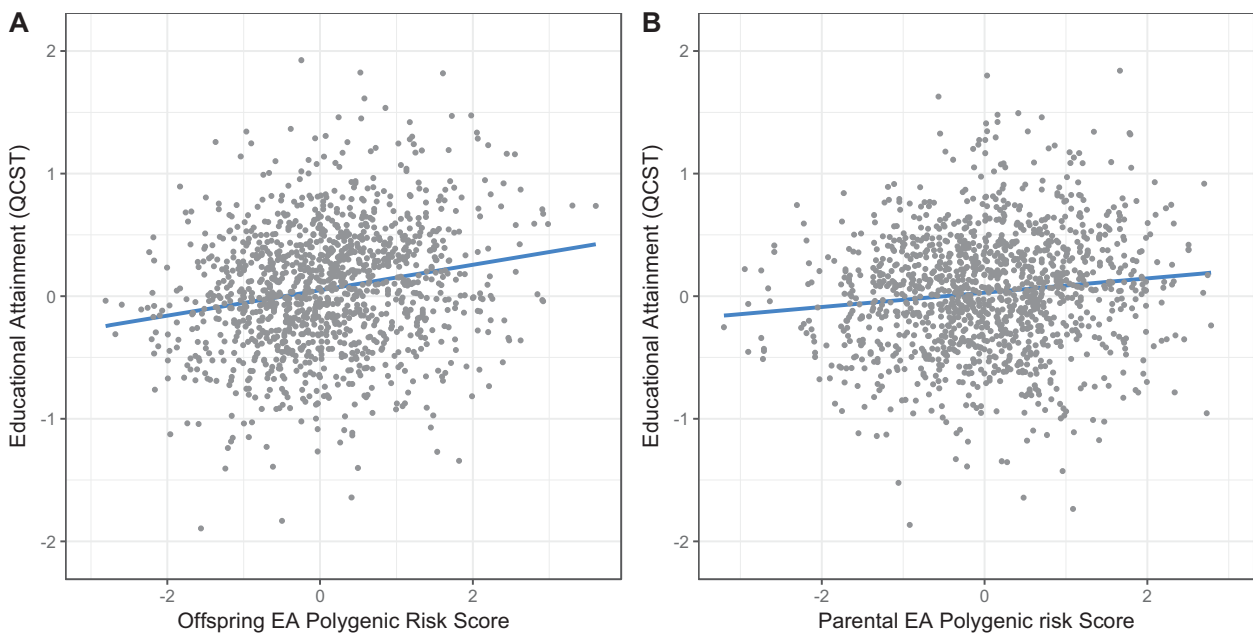 A
B
Educational Attainment (QCST)
2
1
0
-1
-2
-2
0
2
Offspring EA Polygenic Risk Score
Educational Attainment (QCST)
2
1
0
-1
-2
-2
0
2
Parental EA Polygenic risk Score